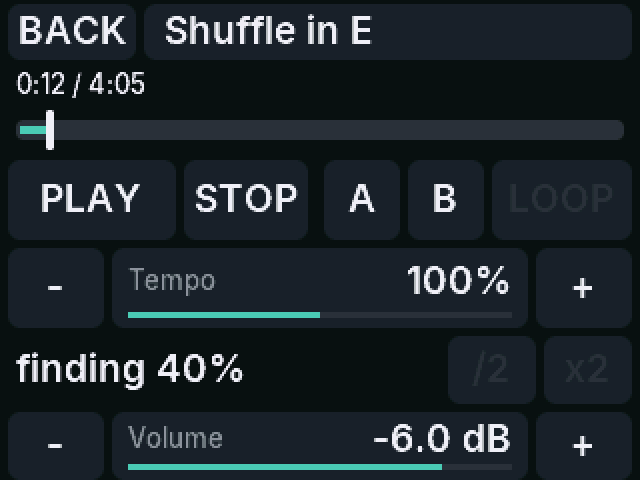 BACK Shuffle in E
0:12 / 4:05
PLAY STOP A B LOOP
- Tempo 100% +
finding 40% /2 x2
- Volume -6.0 dB +